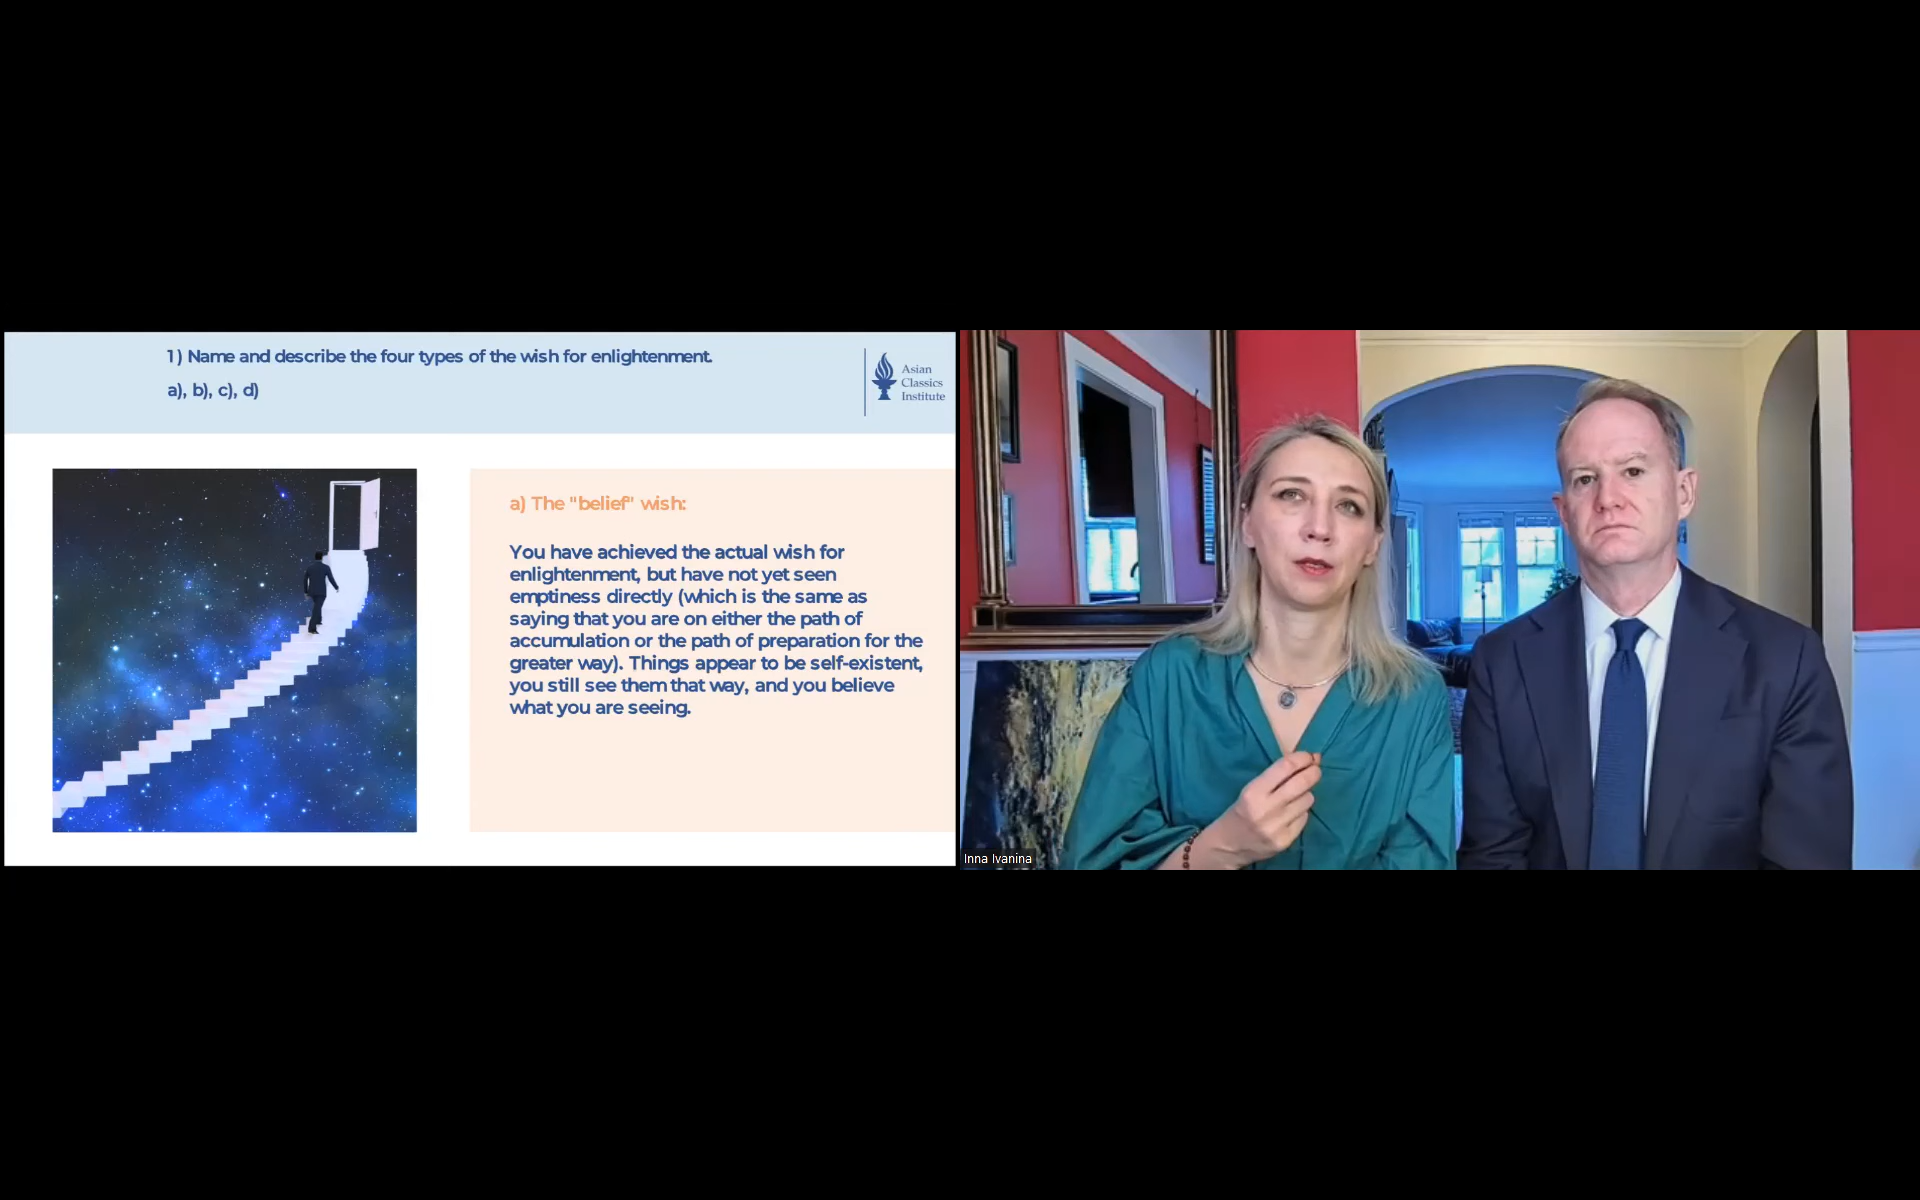 1) Name and describe the four types of the wish for enlightenment.
a), b), c), d)
Asian
Classics
Institute
a) The "belief" wish:
You have achieved the actual wish for
enlightenment, but have not yet seen
emptiness directly (which is the same as
saying that you are on either the path of
accumulation or the path of preparation for the
greater way). Things appear to be self-existent,
you still see them that way, and you believe
what you are seeing.
Inna Ivanina